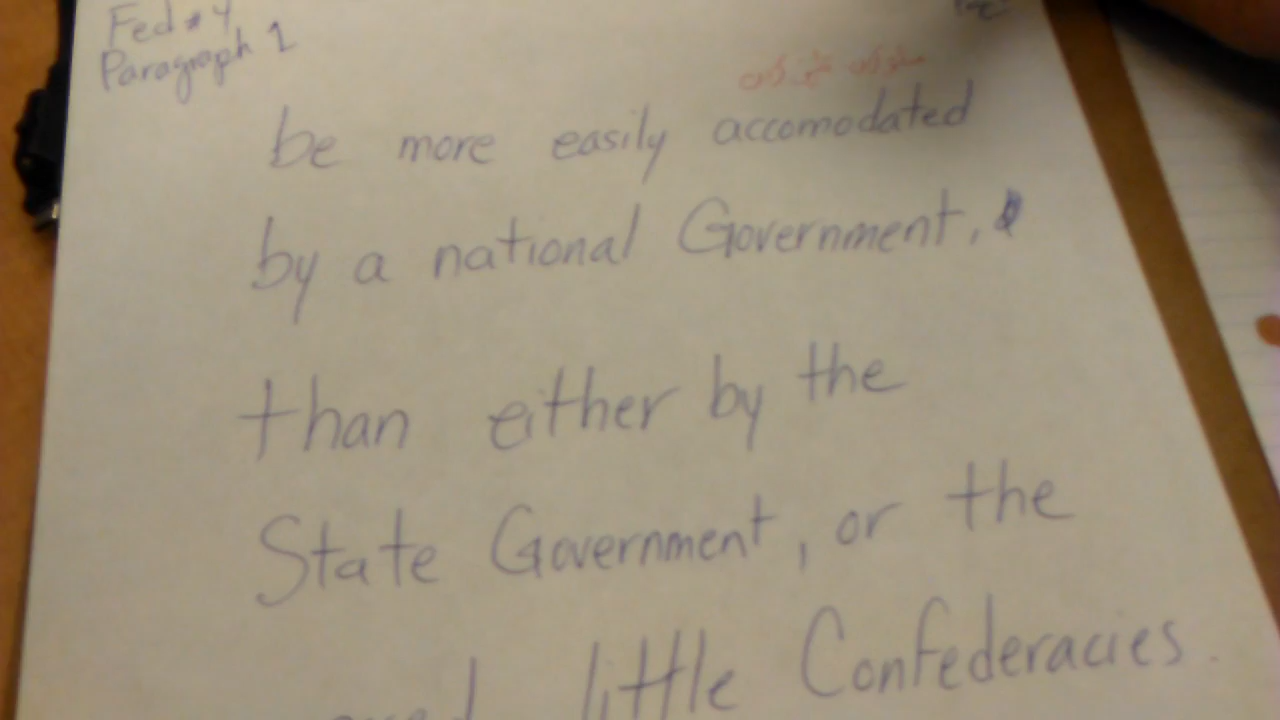 Fed #4
Paragraph 1
be more easily accomodated
by a national Government,
than either by the
State Government, or the
little Confederacies.